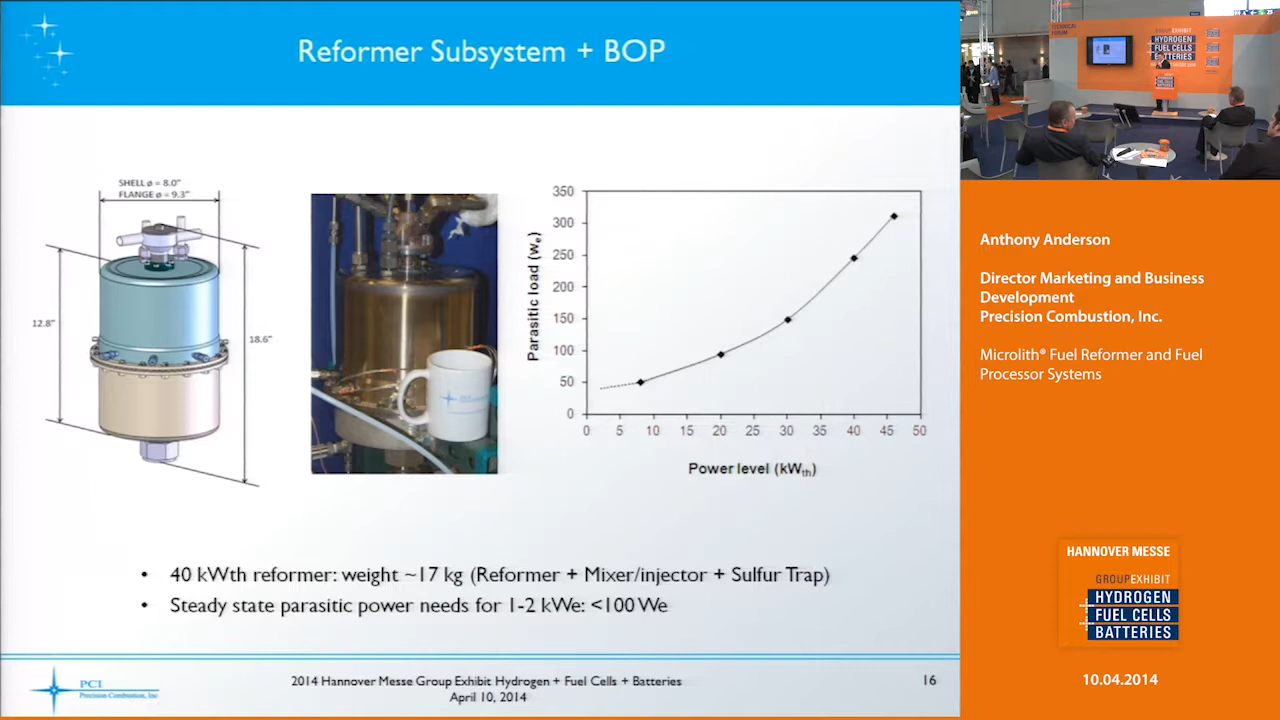 Reformer Subsystem + BOP
SHELL ø = 8.0"
FLANGE ø = 9.3"
12.8"
18.6"
Parasitic load (We)
350
300
250
200
150
100
50
0
0 5 10 15 20 25 30 35 40 45 50
Power level (kWth)
• 40 kWth reformer: weight ~17 kg (Reformer + Mixer/injector + Sulfur Trap)
• Steady state parasitic power needs for 1-2 kWe: <100 We
PCI
Precision Combustion, Inc
2014 Hannover Messe Group Exhibit Hydrogen + Fuel Cells + Batteries
April 10, 2014
16
TECHNICAL
FORUM
GROUPEXHIBIT
HYDROGEN
FUEL CELLS
BATTERIES
Anthony Anderson
Director Marketing and Business
Development
Precision Combustion, Inc.
Microlith® Fuel Reformer and Fuel
Processor Systems
HANNOVER MESSE
GROUPEXHIBIT
HYDROGEN
FUEL CELLS
BATTERIES
10.04.2014